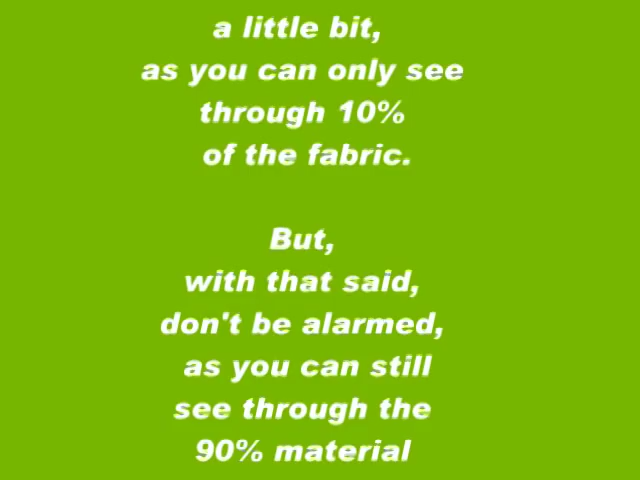 a little bit,
as you can only see
through 10%
of the fabric.
But,
with that said,
don't be alarmed,
as you can still
see through the
90% material